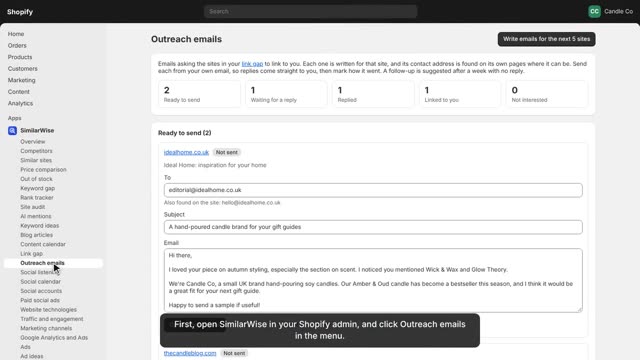 Shopify
Search
CC
Candle Co
Home
Orders
Products
Customers
Marketing
Content
Analytics
Apps
SimilarWise
Overview
Competitors
Similar sites
Price comparison
Out of stock
Keyword gap
Rank tracker
Site audit
AI mentions
Keyword ideas
Blog articles
Content calendar
Link gap
Outreach emails
Social listening
Social calendar
Social accounts
Paid social ads
Website technologies
Traffic and engagement
Marketing channels
Google Analytics and Ads
Ads
Ad ideas
Outreach emails
Write emails for the next 5 sites
Emails asking the sites in your link gap to link to you. Each one is written for that site, and its contact address is found on its own pages where it can be. Send
each from your own email, so replies come straight to you, then mark how it went. A follow-up is suggested after a week with no reply.
2
Ready to send
1
Waiting for a reply
1
Replied
1
Linked to you
0
Not interested
Ready to send (2)
idealhome.co.uk
Not sent
Ideal Home: inspiration for your home
To
editorial@idealhome.co.uk
Also found on the site: hello@idealhome.co.uk
Subject
A hand-poured candle brand for your gift guides
Email
Hi there,
I loved your piece on autumn styling, especially the section on scent. I noticed you mentioned Wick & Wax and Glow Theory.
We're Candle Co, a small UK brand hand-pouring soy candles. Our Amber & Oud candle has become a bestseller this season, and I think it would be
a great fit for your next gift guide.
Happy to send a sample if useful!
First, open SimilarWise in your Shopify admin, and click Outreach emails
in the menu.
thecandleblog.com
Not sent